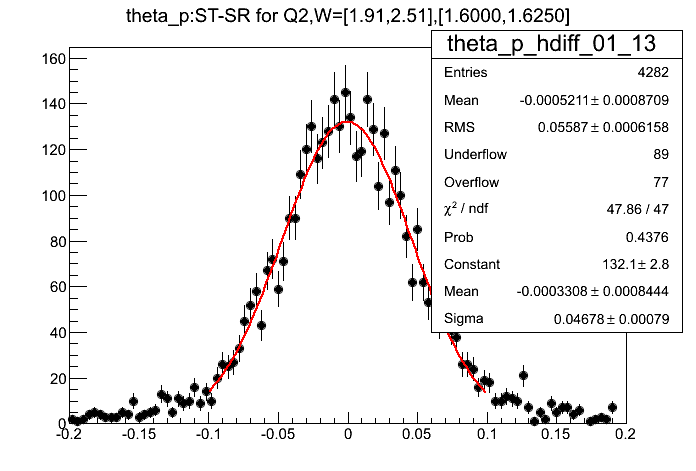 theta_p:ST-SR for Q2,W=[1.91,2.51],[1.6000,1.6250]
theta_p_hdiff_01_13
Entries 4282
Mean -0.0005211± 0.0008709
RMS 0.05587± 0.0006158
Underflow 89
Overflow 77
χ² / ndf 47.86 / 47
Prob 0.4376
Constant 132.1± 2.8
Mean -0.0003308± 0.0008444
Sigma 0.04678± 0.00079
160
140
120
100
80
60
40
20
0
-0.2 -0.15 -0.1 -0.05 0 0.05 0.1 0.15 0.2